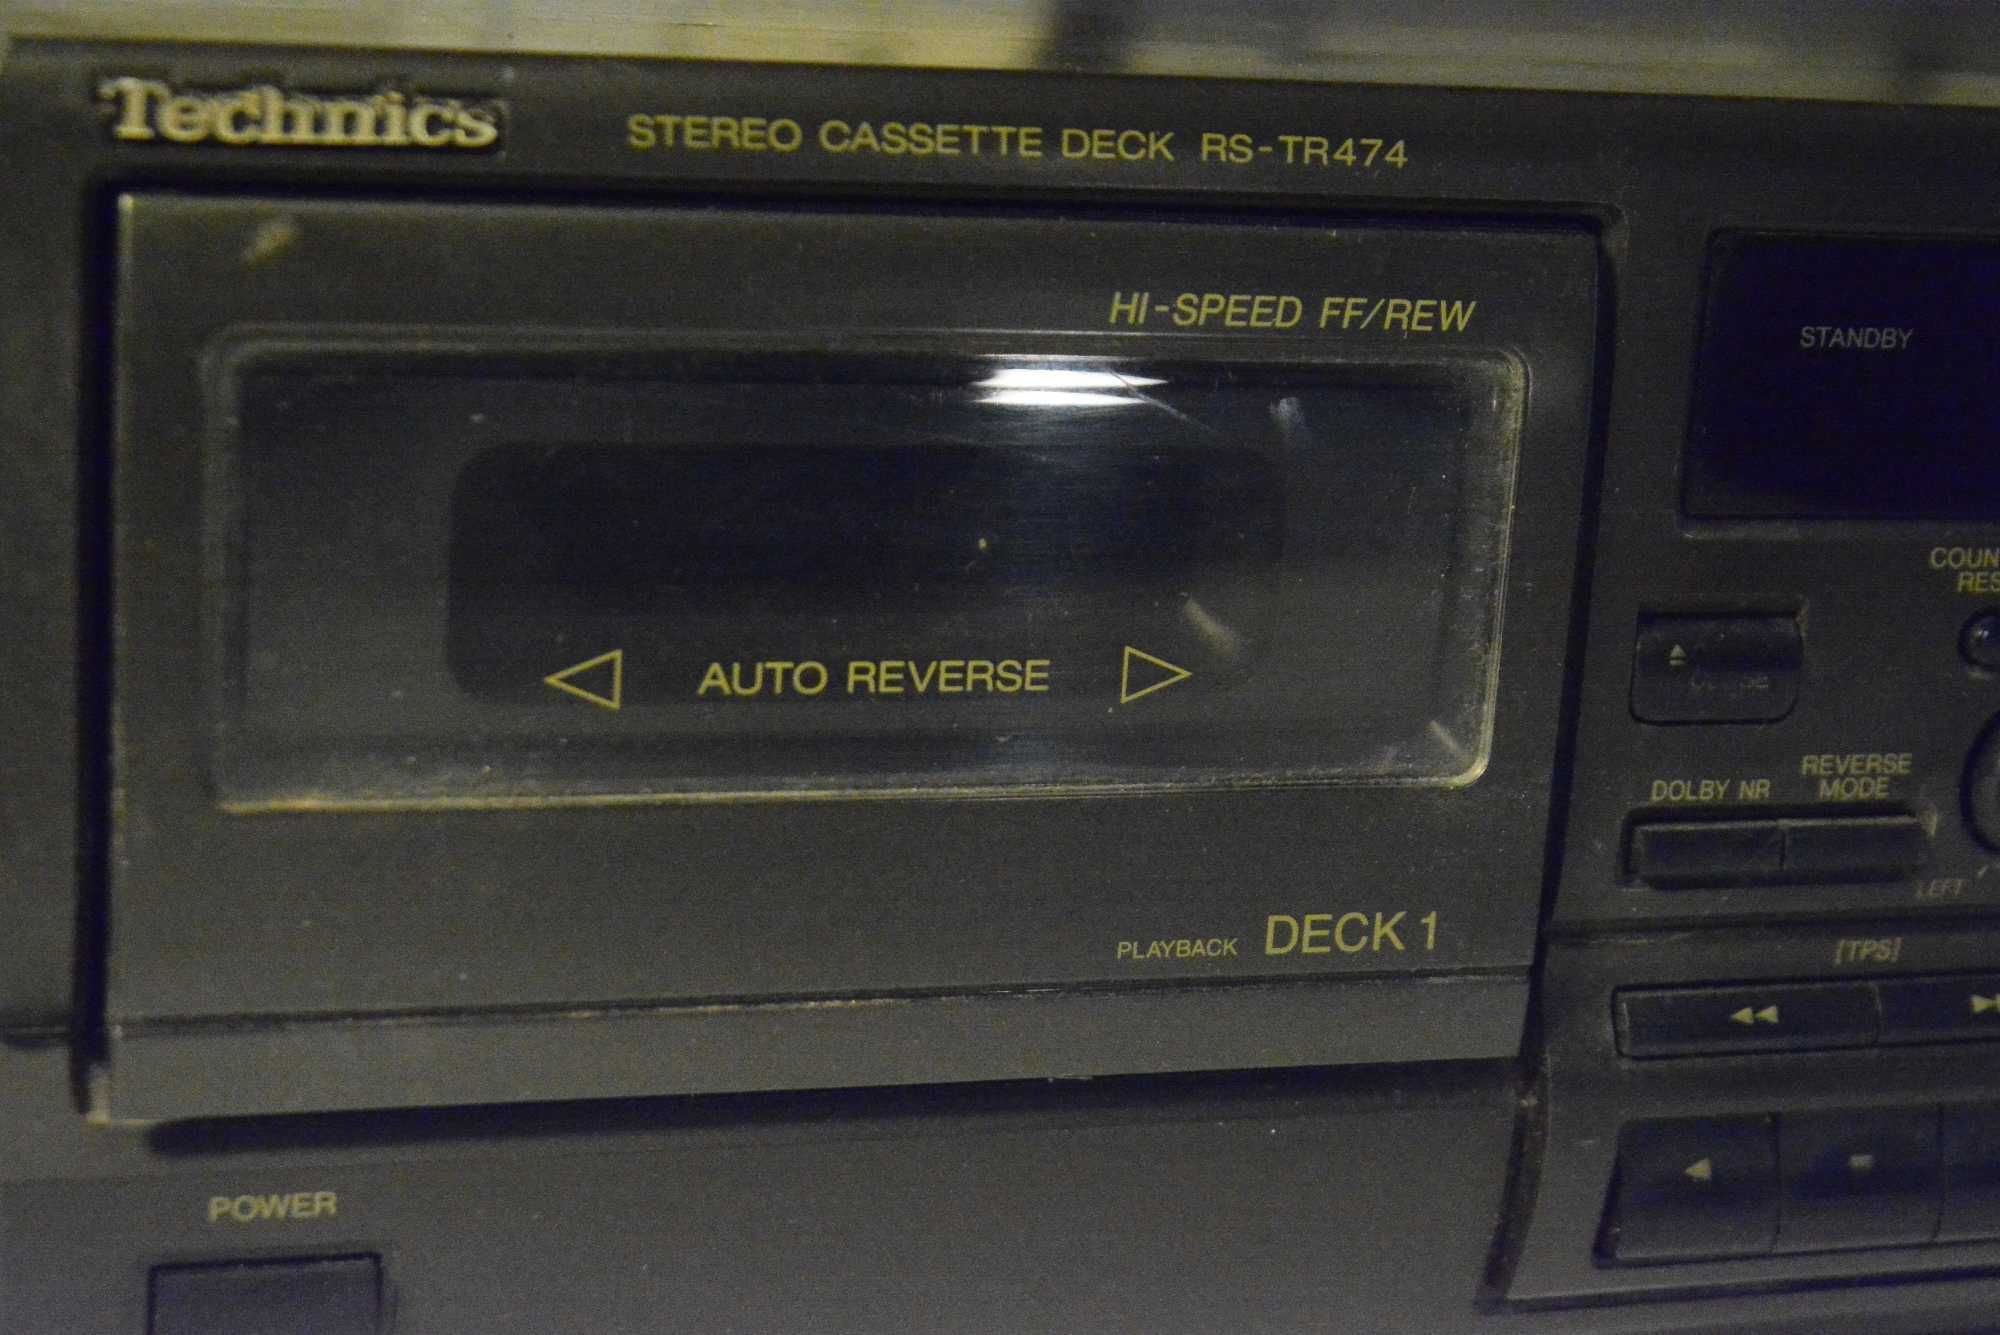 Technics
STEREO CASSETTE DECK RS-TR474
HI-SPEED FF/REW
STANDBY
AUTO REVERSE
DOLBY NR
REVERSE
MODE
LEFT
PLAYBACK DECK 1
[TPS]
POWER